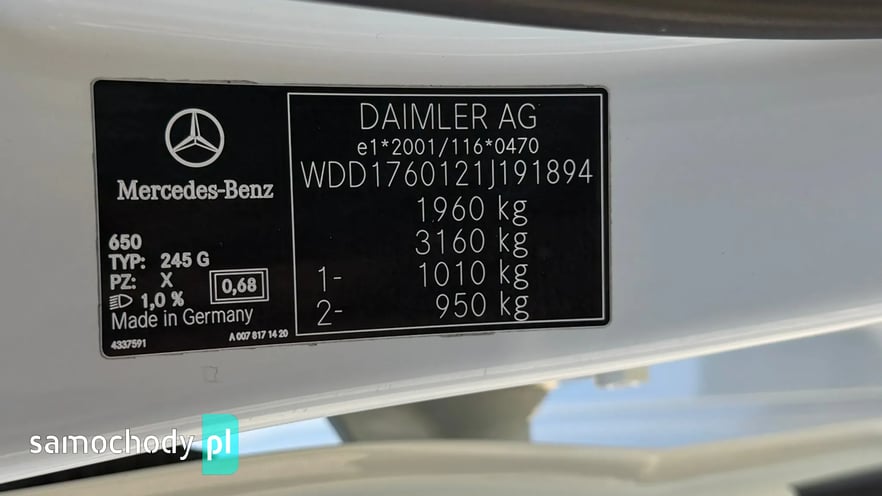 Mercedes-Benz
650
TYP: 245 G
PZ: X
1,0 %
0,68
Made in Germany
4337591
A 007 817 14 20
DAIMLER AG
e1*2001/116*0470
WDD1760121J191894
1960 kg
3160 kg
1- 1010 kg
2- 950 kg
samochody pl